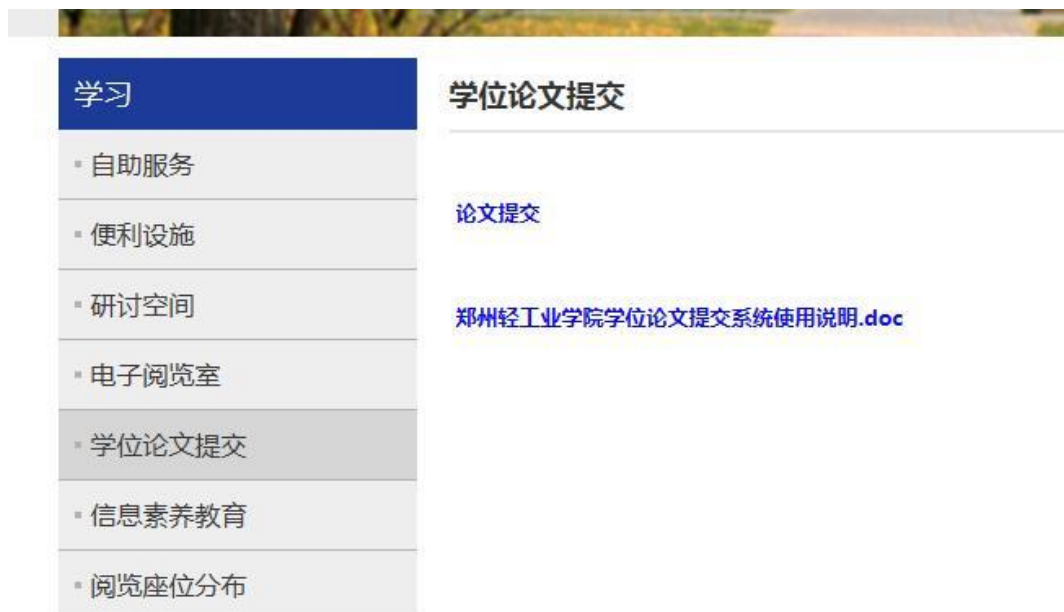 学习
自助服务
便利设施
研讨空间
电子阅览室
学位论文提交
信息素养教育
阅览座位分布
学位论文提交
论文提交
郑州轻工业学院学位论文提交系统使用说明.doc